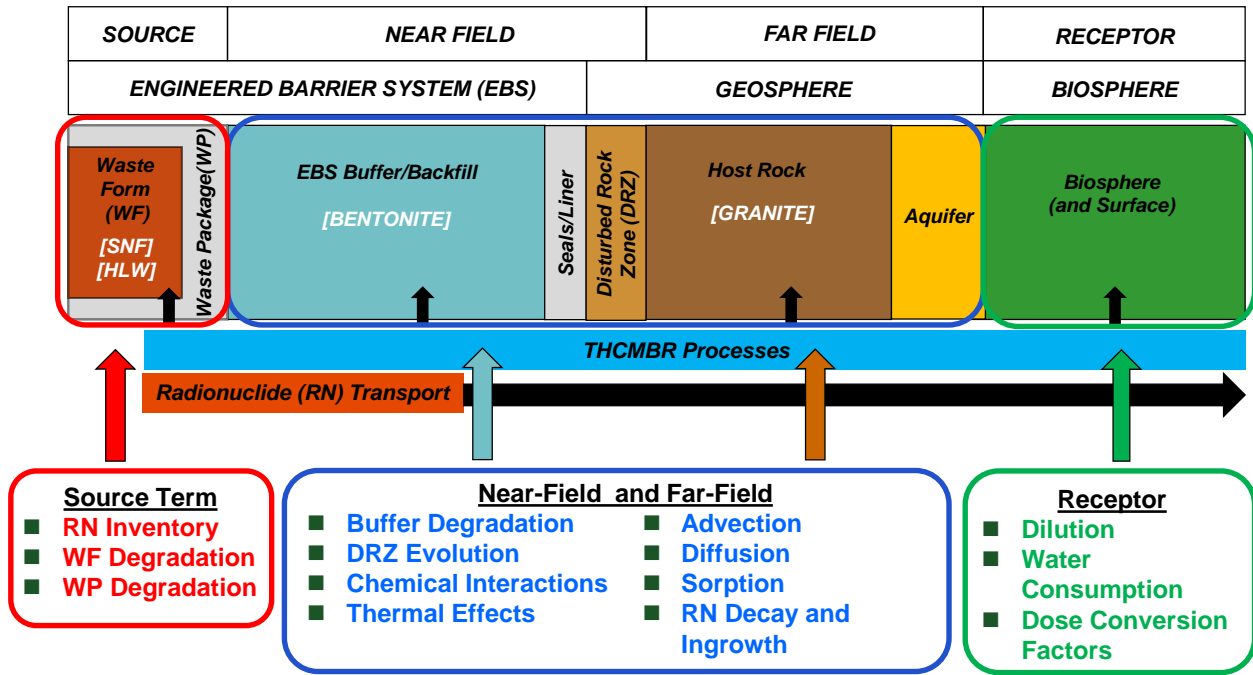 SOURCE
NEAR FIELD
FAR FIELD
RECEPTOR
ENGINEERED BARRIER SYSTEM (EBS)
GEOSPHERE
BIOSPHERE
Waste
Form
(WF)
[SNF]
[HLW]
Waste Package(WP)
EBS Buffer/Backfill
[BENTONITE]
Seals/Liner
Disturbed Rock
Zone (DRZ)
Host Rock
[GRANITE]
Aquifer
Biosphere
(and Surface)
THCMBR Processes
Radionuclide (RN) Transport
Source Term
RN Inventory
WF Degradation
WP Degradation
Near-Field and Far-Field
Buffer Degradation
DRZ Evolution
Chemical Interactions
Thermal Effects
Advection
Diffusion
Sorption
RN Decay and
Ingrowth
Receptor
Dilution
Water
Consumption
Dose Conversion
Factors